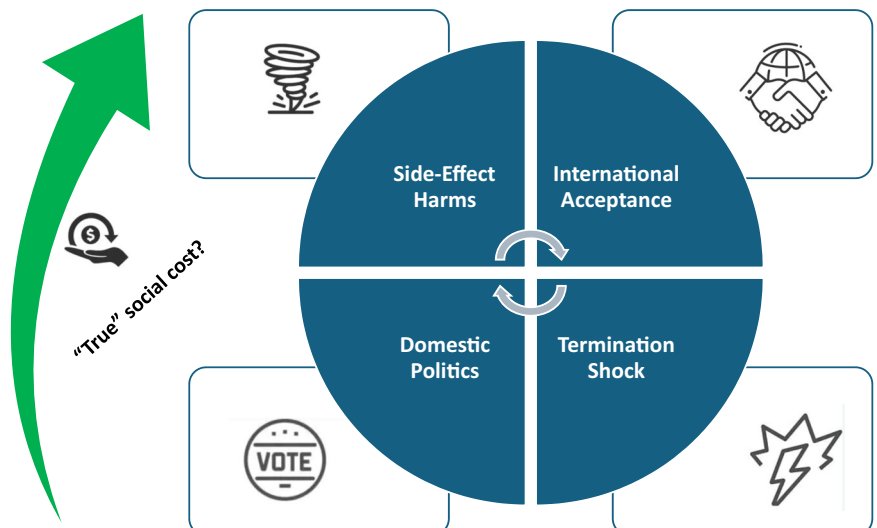 Side-Effect
Harms
International
Acceptance
$
"True" social cost?
Domestic
Politics
Termination
Shock
VOTE